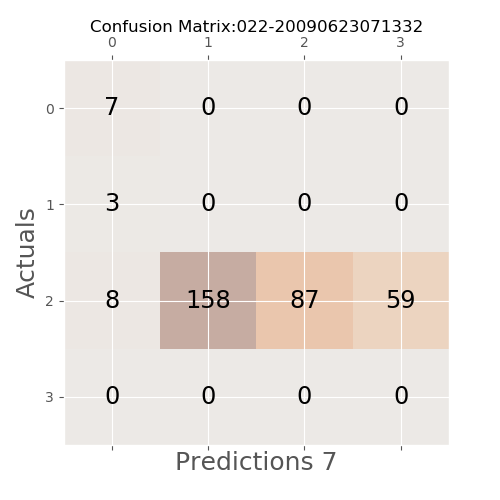 Confusion Matrix:022-20090623071332
0 1 2 3
0 7 0 0 0
1 3 0 0 0
Actuals
2 8 158 87 59
3 0 0 0 0
Predictions 7